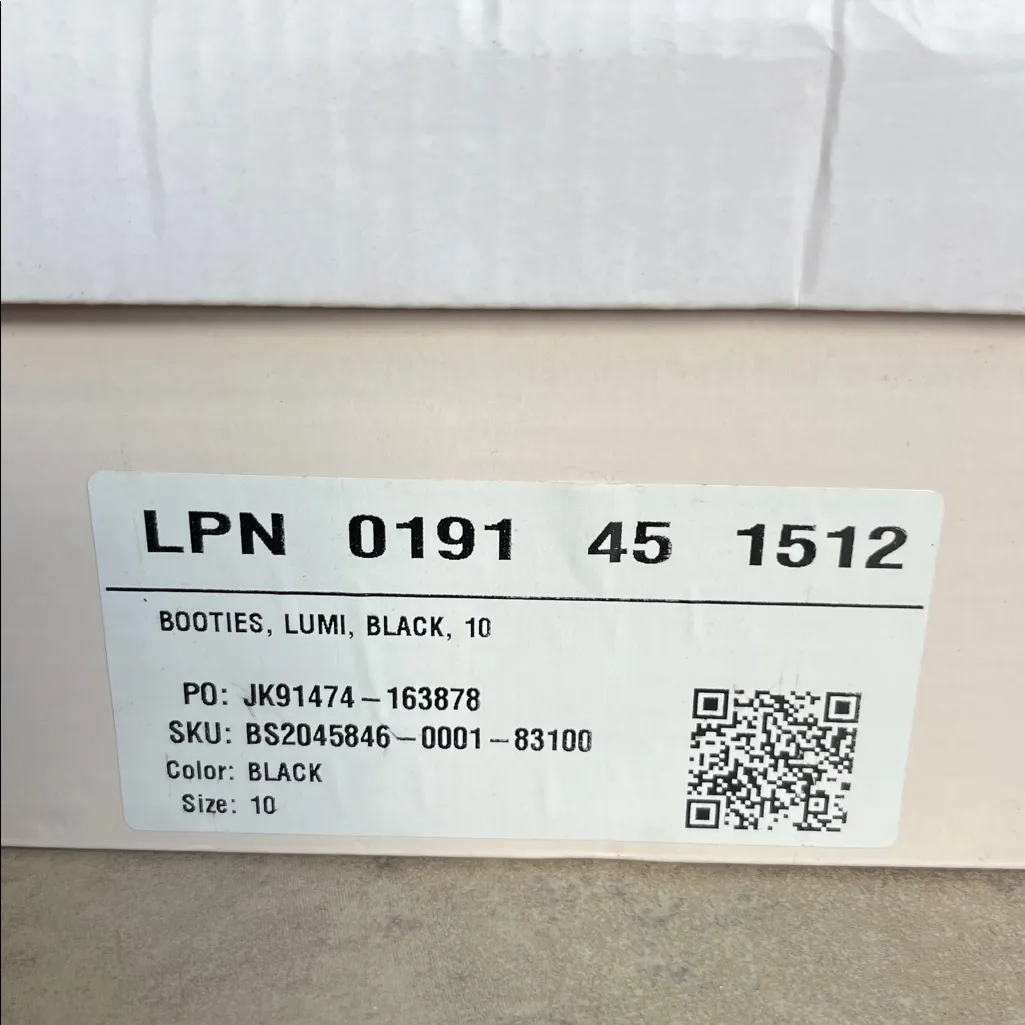 LPN 0191 45 1512
BOOTIES, LUMI, BLACK, 10
PO: JK91474-163878
SKU: BS2045846-0001-83100
Color: BLACK
Size: 10